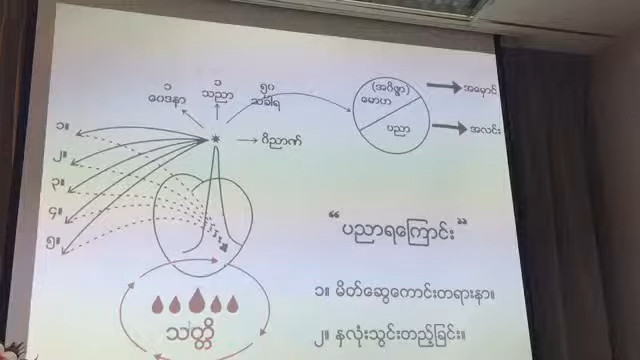 ၁
ဝေဒနာ
၁
သညာ
၅၀
သင်္ခါရ
ဝိညာဏ်
(အဝိဇ္ဇာ)
မောဟ
ပညာ
အမှောင်
အလင်း
၁။
၂။
၃။
၄။
၅။
“ပညာရကြောင်း”
၁။ မိတ်ဆွေကောင်းတရားနာ။
၂။ နှလုံးသွင်းတည့်ခြင်း။
သတ္တိ